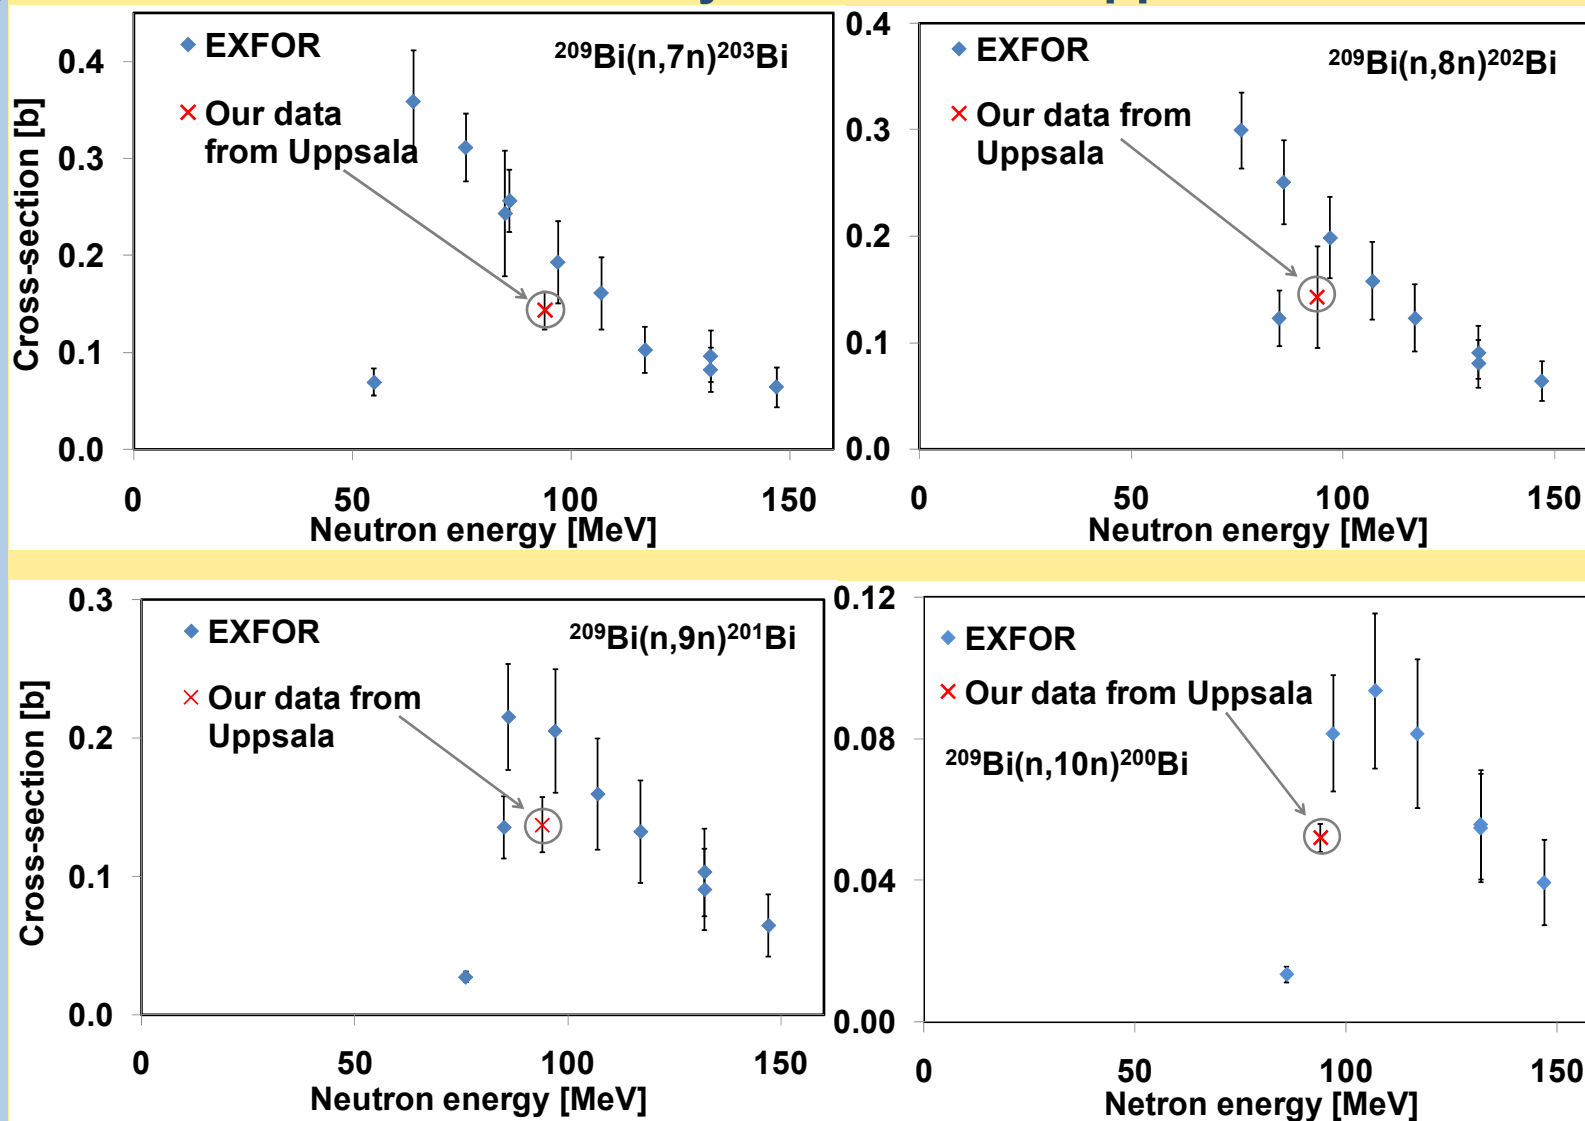 EXFOR
²⁰⁹Bi(n,7n)²⁰³Bi
Our data
from Uppsala
Cross-section [b]
0.4
0.3
0.2
0.1
0.0
0 50 100 150
Neutron energy [MeV]
EXFOR
²⁰⁹Bi(n,8n)²⁰²Bi
Our data from
Uppsala
0.4
0.3
0.2
0.1
0.0
0 50 100 150
Neutron energy [MeV]
EXFOR
²⁰⁹Bi(n,9n)²⁰¹Bi
Our data from
Uppsala
Cross-section [b]
0.3
0.2
0.1
0.0
0 50 100 150
Neutron energy [MeV]
EXFOR
Our data from Uppsala
²⁰⁹Bi(n,10n)²⁰⁰Bi
0.12
0.08
0.04
0.00
0 50 100 150
Netron energy [MeV]